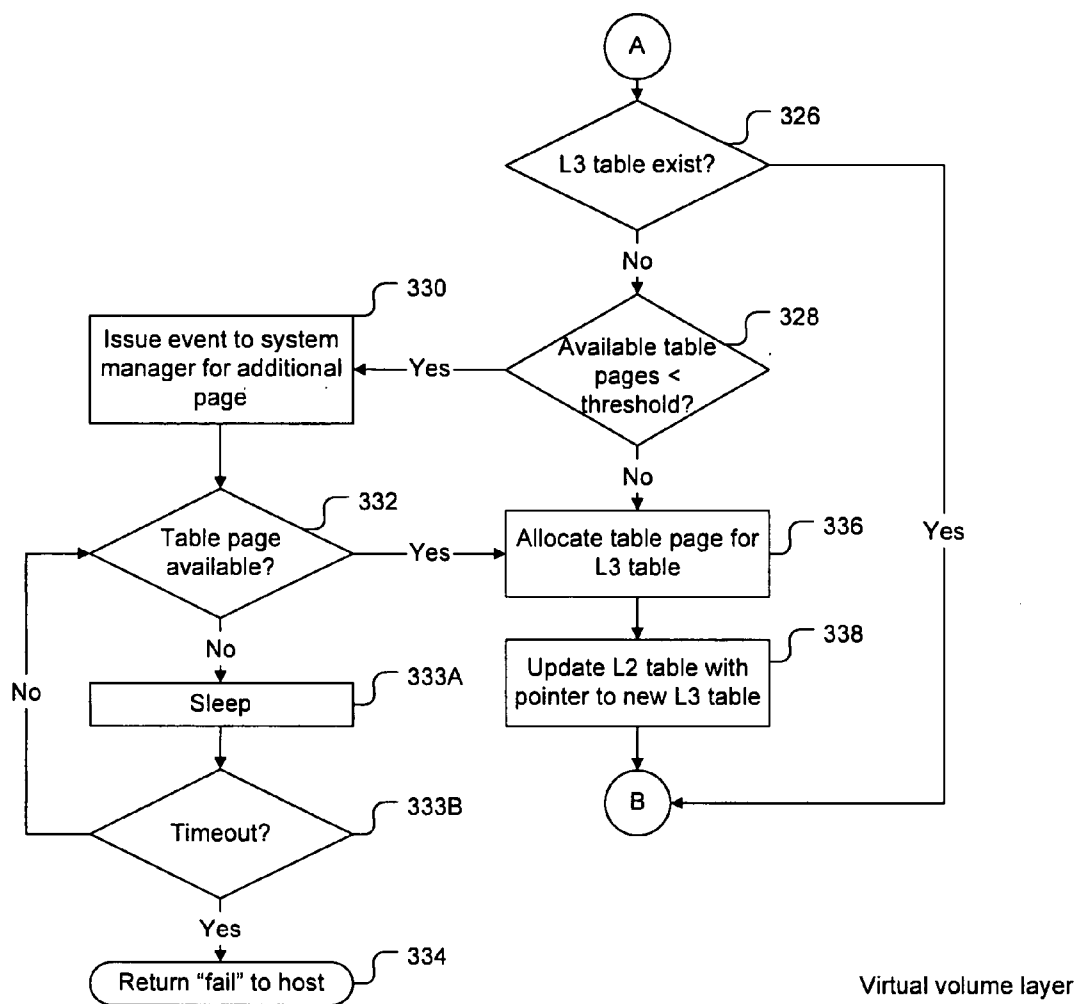 A
326
L3 table exist?
No
330
Issue event to system
manager for additional
page
328
Available table
pages <
threshold?
Yes
No
332
Table page
available?
Yes
Allocate table page for
L3 table
336
Yes
No
No
333A
Sleep
338
Update L2 table with
pointer to new L3 table
333B
Timeout?
B
Yes
334
Return “fail” to host
Virtual volume layer